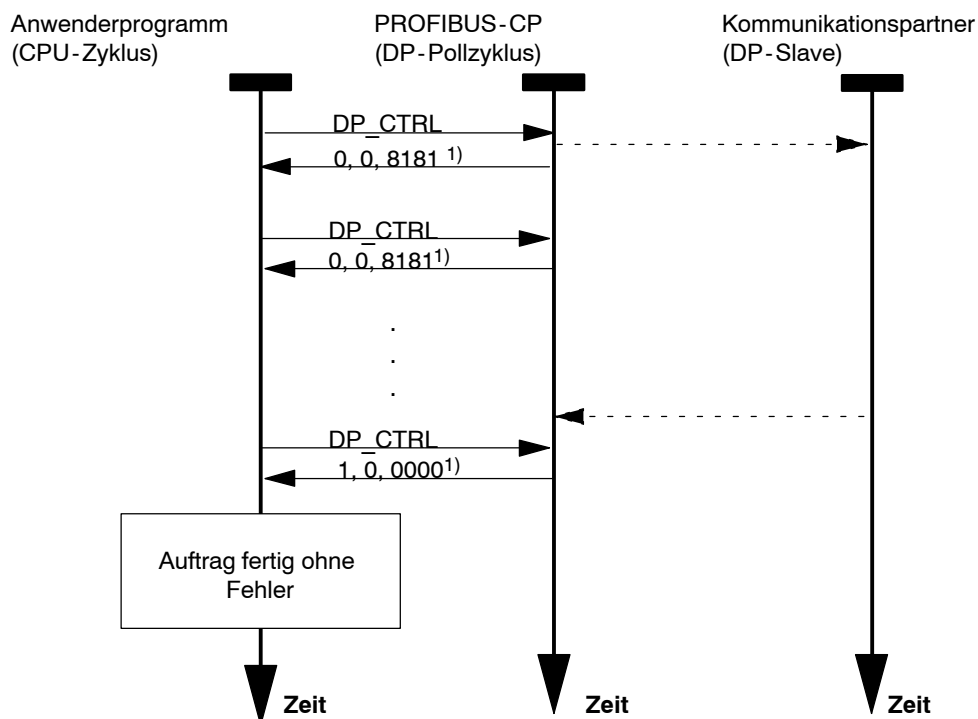 Anwenderprogramm
(CPU-Zyklus)
PROFIBUS-CP
(DP-Pollzyklus)
Kommunikationspartner
(DP-Slave)
DP_CTRL
0, 0, 8181 1)
DP_CTRL
0, 0, 8181 1)
.
.
.
DP_CTRL
1, 0, 0000 1)
Auftrag fertig ohne
Fehler
Zeit
Zeit
Zeit